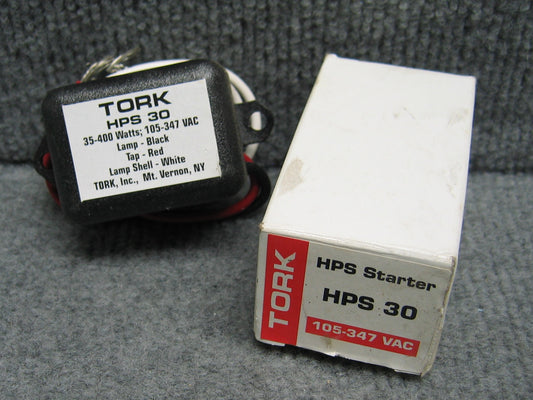 TORK
HPS 30
35-400 Watts; 105-347 VAC
Lamp - Black
Tap - Red
Lamp Shell - White
TORK, Inc., Mt. Vernon, NY
TORK
HPS Starter
HPS 30
105-347 VAC